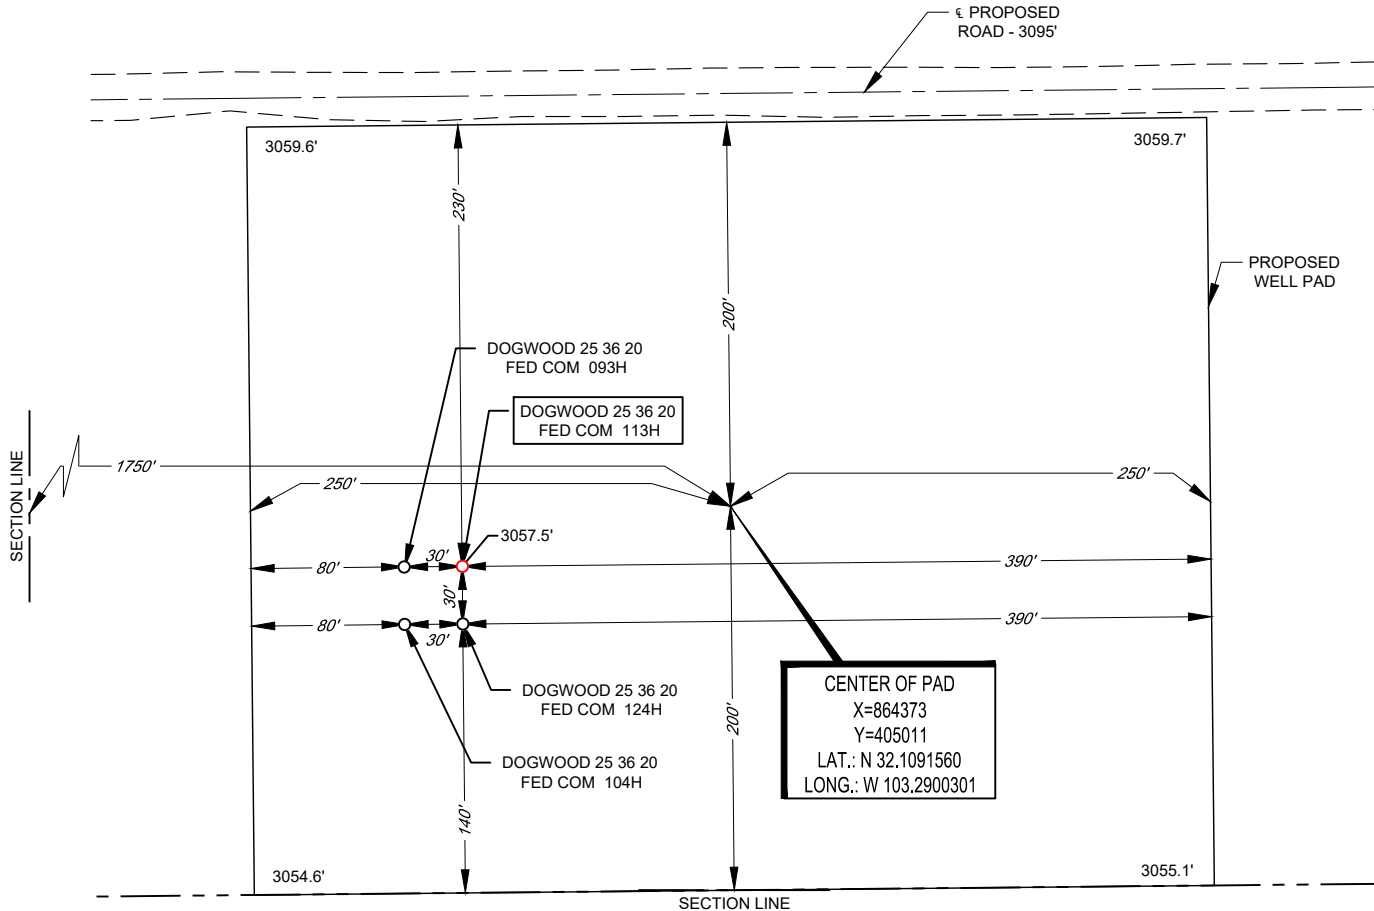 ℄ PROPOSED
ROAD - 3095'
3059.6'
3059.7'
230'
200'
PROPOSED
WELL PAD
DOGWOOD 25 36 20
FED COM 093H
DOGWOOD 25 36 20
FED COM 113H
SECTION LINE
1750'
250'
250'
3057.5'
80'
30'
390'
30'
80'
30'
390'
DOGWOOD 25 36 20
FED COM 124H
DOGWOOD 25 36 20
FED COM 104H
200'
140'
CENTER OF PAD
X=864373
Y=405011
LAT.: N 32.1091560
LONG.: W 103.2900301
3054.6'
3055.1'
SECTION LINE